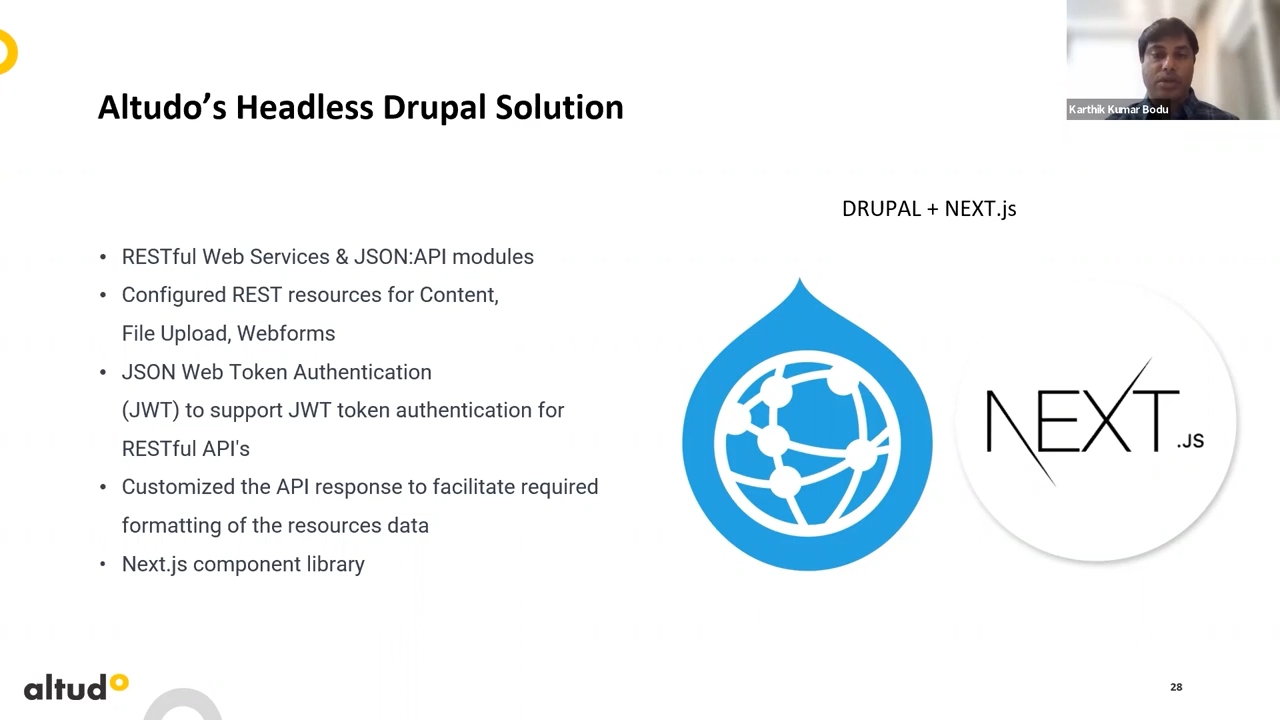 Karthik Kumar Bodu
Altudo’s Headless Drupal Solution
DRUPAL + NEXT.js
• RESTful Web Services & JSON:API modules
• Configured REST resources for Content,
File Upload, Webforms
• JSON Web Token Authentication
(JWT) to support JWT token authentication for
RESTful API's
• Customized the API response to facilitate required
formatting of the resources data
• Next.js component library
NEXT.JS
altudo
28